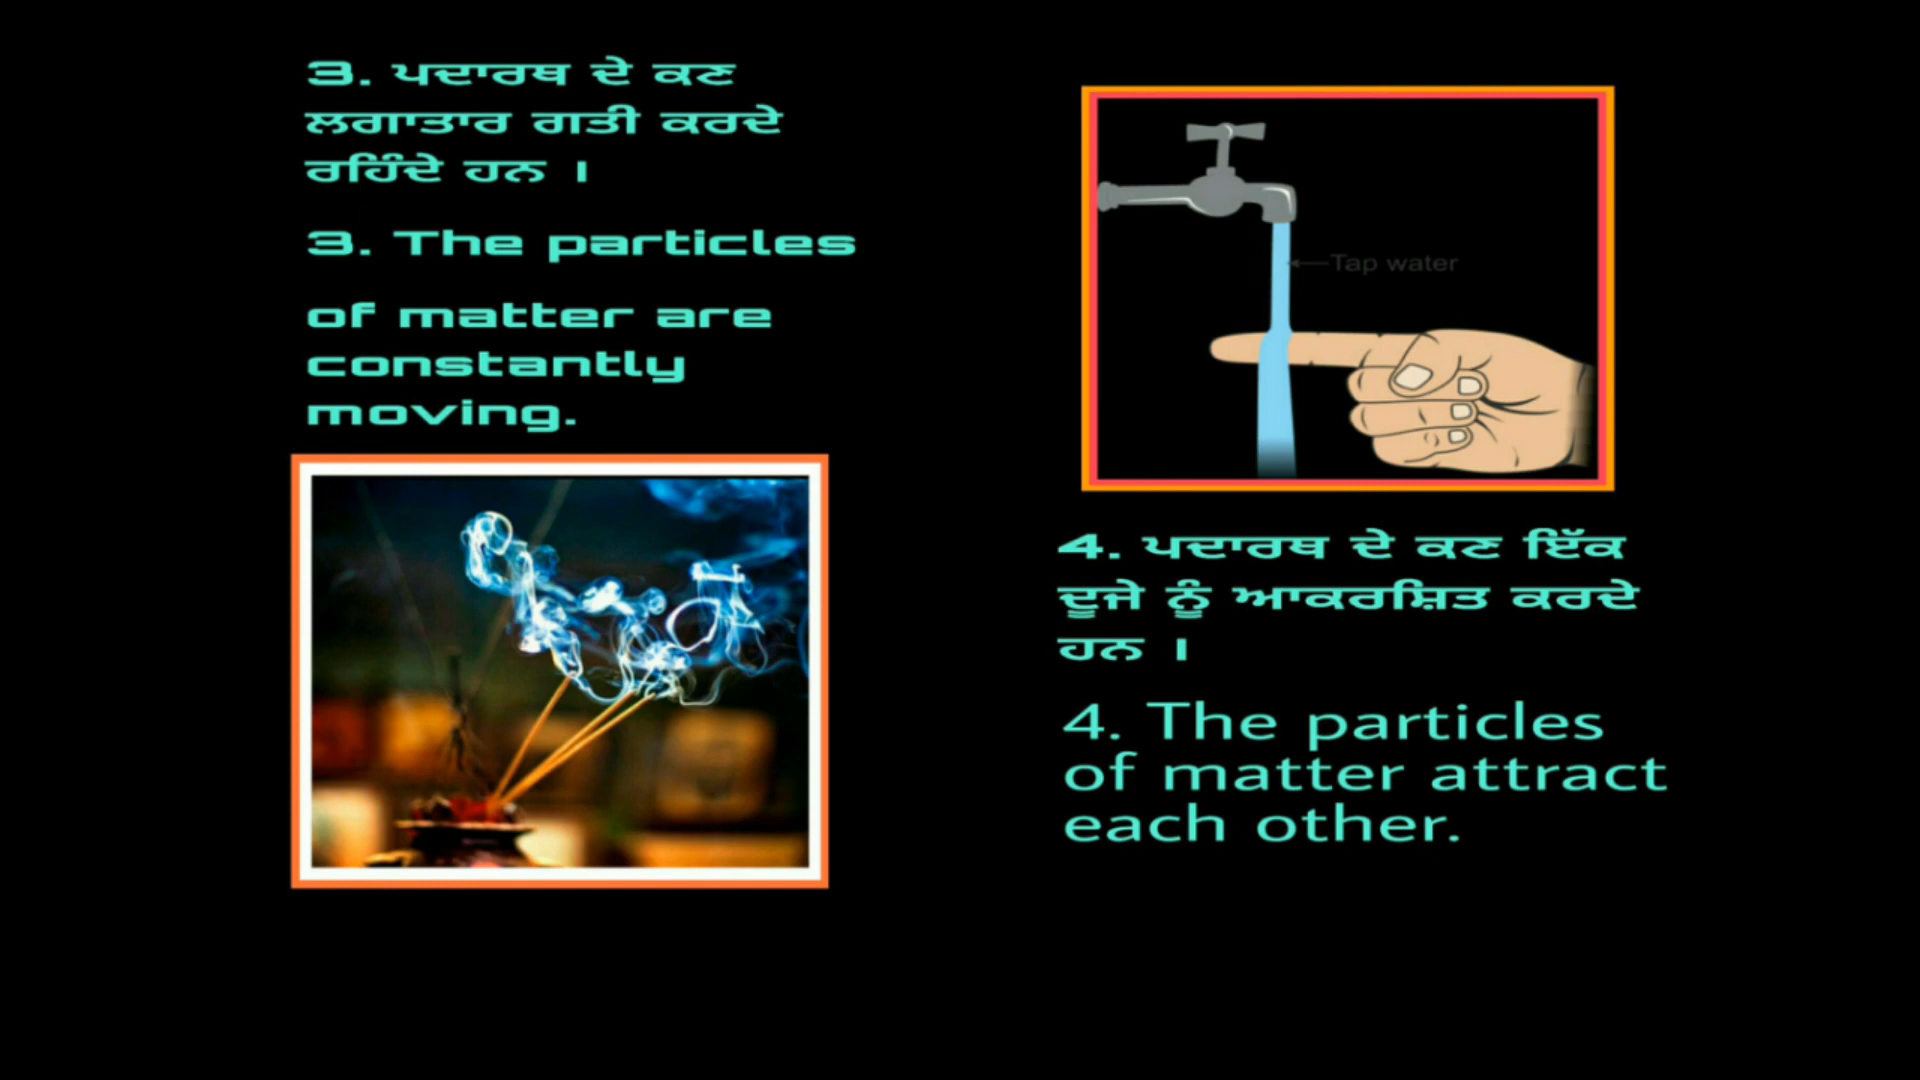 3. ਪਦਾਰਥ ਦੇ ਕਣ
ਲਗਾਤਾਰ ਗਤੀ ਕਰਦੇ
ਰਹਿੰਦੇ ਹਨ ।
3. The particles
of matter are
constantly
moving.
Tap water
4. ਪਦਾਰਥ ਦੇ ਕਣ ਇੱਕ
ਦੂਜੇ ਨੂੰ ਆਕਰਸ਼ਿਤ ਕਰਦੇ
ਹਨ ।
4. The particles
of matter attract
each other.